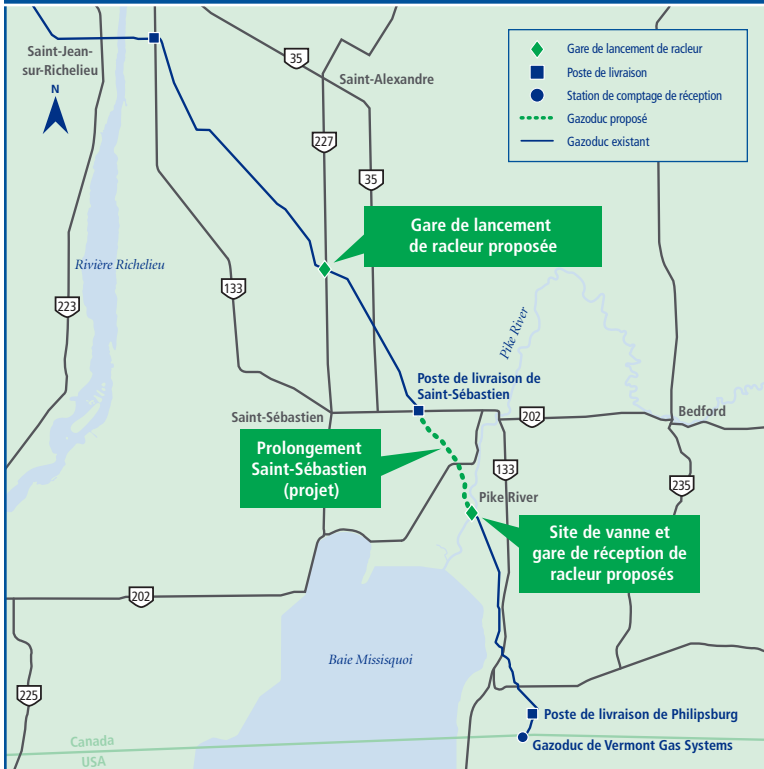 Saint-Jean-
sur-Richelieu
N
35
Saint-Alexandre
Gare de lancement de racleur
Poste de livraison
Station de comptage de réception
Gazoduc proposé
Gazoduc existant
227
35
Gare de lancement
de racleur proposée
Rivière Richelieu
133
223
Pike River
Poste de livraison de
Saint-Sébastien
Saint-Sébastien
202
Bedford
Prolongement
Saint-Sébastien
(projet)
133
235
Pike River
Site de vanne et
gare de réception de
racleur proposés
202
Baie Missisquoi
225
Poste de livraison de Philipsburg
Canada
USA
Gazoduc de Vermont Gas Systems